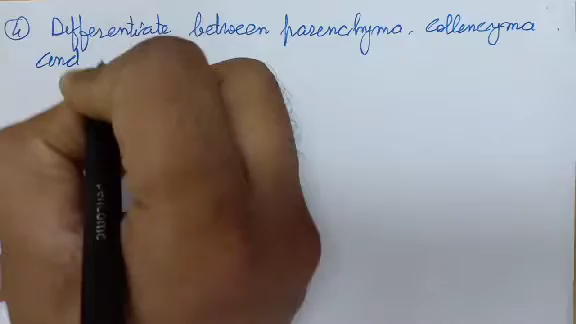 ④ Differentiate between parenchyma, collencyma
and